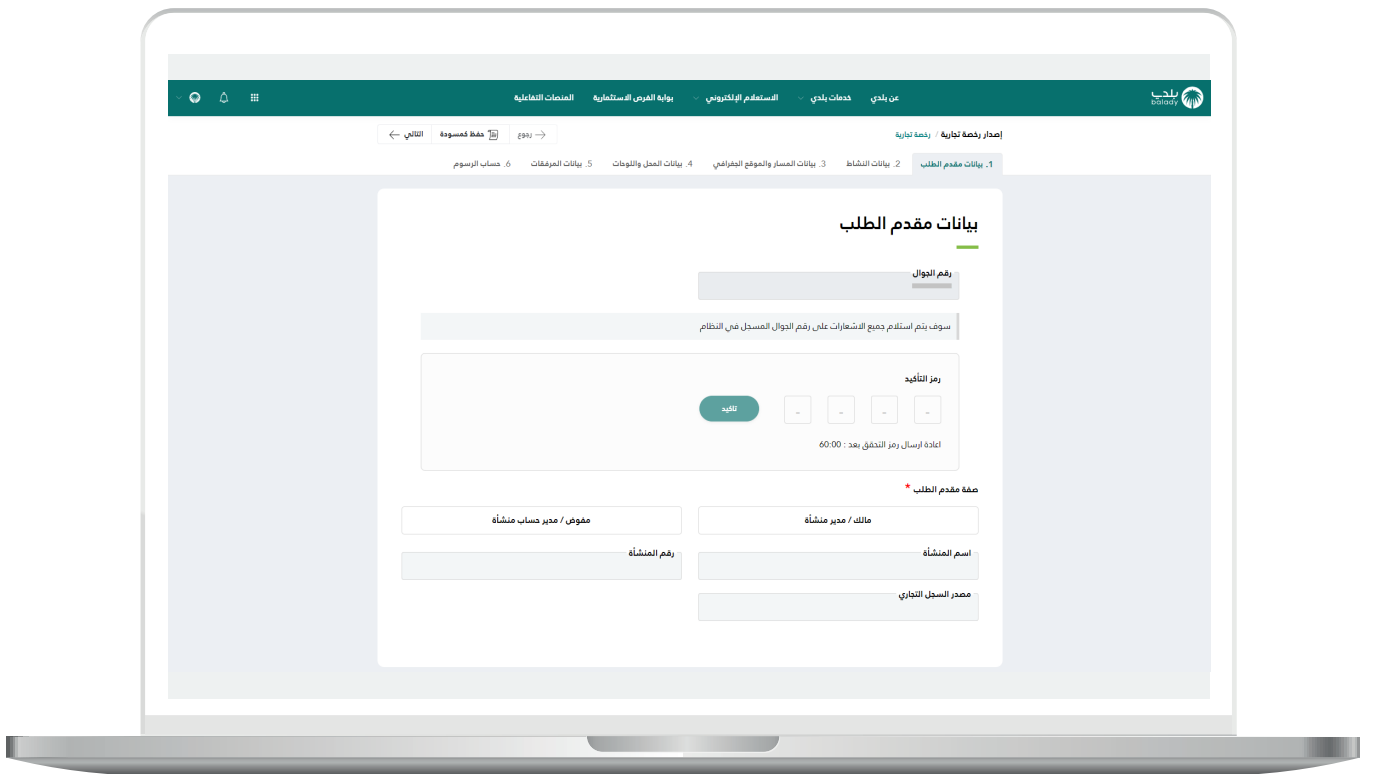 بلدي
balady
عن بلدي خدمات بلدي الاستعلام الإلكتروني بوابة الفرص الاستثمارية المنصات التفاعلية
إصدار رخصة تجارية / رخصة تجارية
رجوع حفظ كمسودة التالي
1. بيانات مقدم الطلب 2. بيانات النشاط 3. بيانات المسار والموقع الجغرافي 4. بيانات المحل واللوحات 5. بيانات المرفقات 6. حساب الرسوم
بيانات مقدم الطلب
رقم الجوال
سوف يتم استلام جميع الاشعارات على رقم الجوال المسجل في النظام
رمز التأكيد
- - - - تاكيد
اعادة ارسال رمز التحقق بعد : 60:00
صفة مقدم الطلب *
مالك / مدير منشأة مفوض / مدير حساب منشأة
اسم المنشأة رقم المنشأة
مصدر السجل التجاري